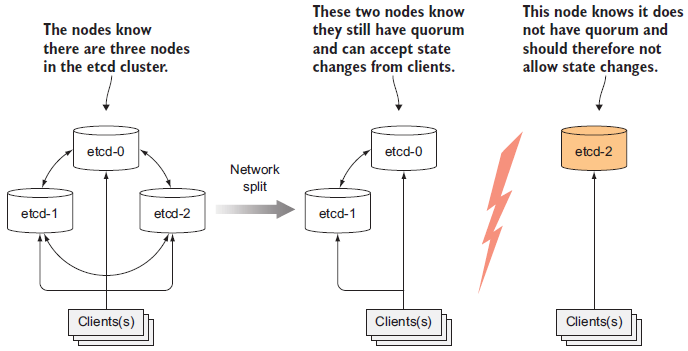 The nodes know
there are three nodes
in the etcd cluster.
These two nodes know
they still have quorum
and can accept state
changes from clients.
This node knows it does
not have quorum and
should therefore not
allow state changes.
etcd-0
etcd-1
etcd-2
Clients(s)
Network
split
etcd-0
etcd-1
Clients(s)
etcd-2
Clients(s)